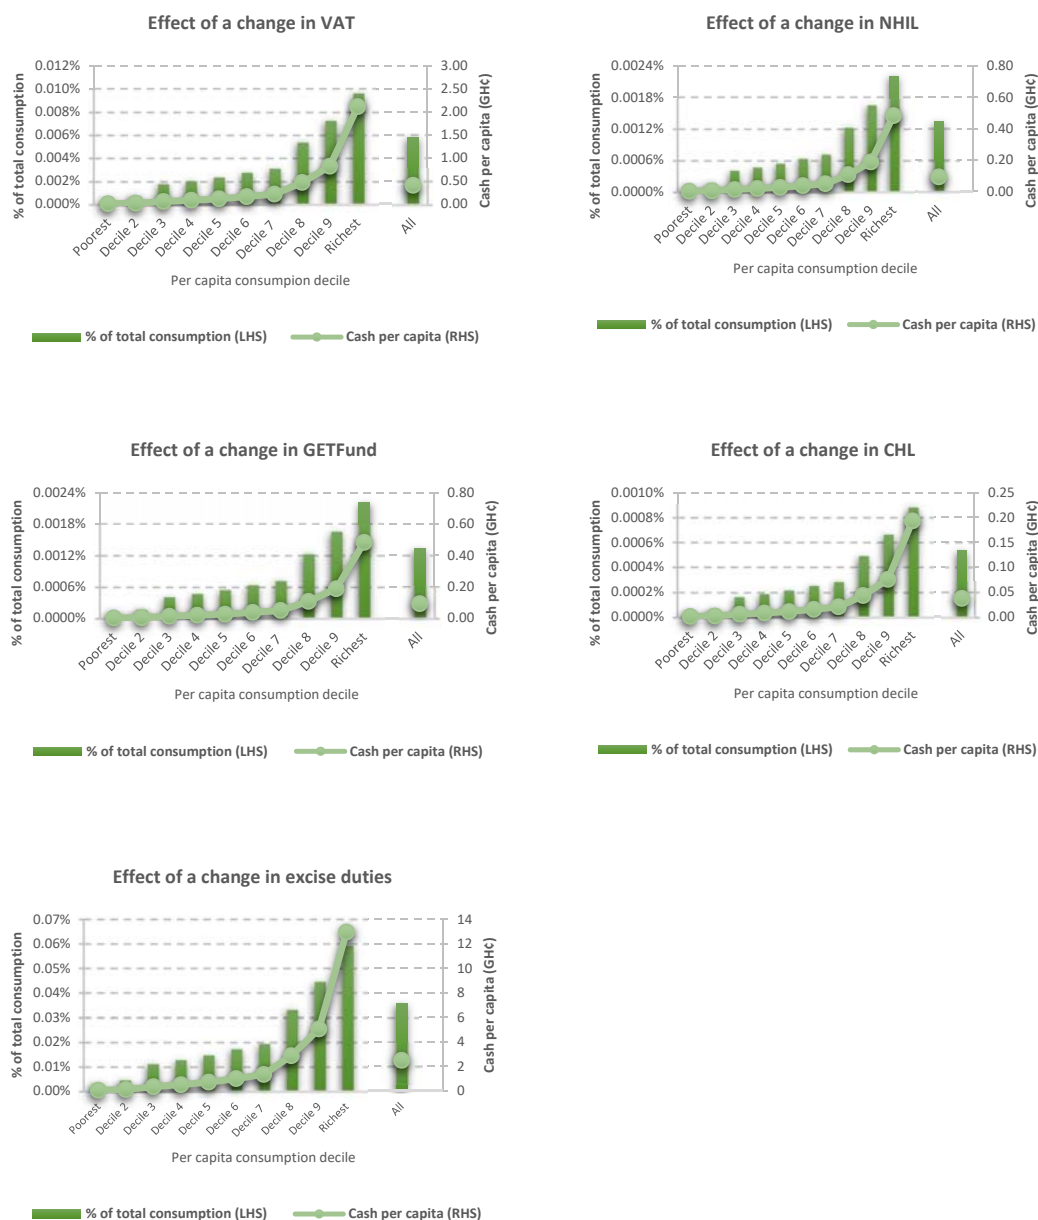 Effect of a change in VAT
% of total consumption
0.012%
0.010%
0.008%
0.006%
0.004%
0.002%
0.000%
3.00
2.50
2.00
1.50
1.00
0.50
0.00
Cash per capita (GH¢)
Poorest
Decile 2
Decile 3
Decile 4
Decile 5
Decile 6
Decile 7
Decile 8
Decile 9
Richest
All
Per capita consumption decile
% of total consumption (LHS)
Cash per capita (RHS)
Effect of a change in NHIL
% of total consumption
0.0024%
0.0018%
0.0012%
0.0006%
0.0000%
0.80
0.60
0.40
0.20
0.00
Cash per capita (GH¢)
Poorest
Decile 2
Decile 3
Decile 4
Decile 5
Decile 6
Decile 7
Decile 8
Decile 9
Richest
All
Per capita consumption decile
% of total consumption (LHS)
Cash per capita (RHS)
Effect of a change in GETFund
% of total consumption
0.0024%
0.0018%
0.0012%
0.0006%
0.0000%
0.80
0.60
0.40
0.20
0.00
Cash per capita (GH¢)
Poorest
Decile 2
Decile 3
Decile 4
Decile 5
Decile 6
Decile 7
Decile 8
Decile 9
Richest
All
Per capita consumption decile
% of total consumption (LHS)
Cash per capita (RHS)
Effect of a change in CHL
% of total consumption
0.0010%
0.0008%
0.0006%
0.0004%
0.0002%
0.0000%
0.25
0.20
0.15
0.10
0.05
0.00
Cash per capita (GH¢)
Poorest
Decile 2
Decile 3
Decile 4
Decile 5
Decile 6
Decile 7
Decile 8
Decile 9
Richest
All
Per capita consumption decile
% of total consumption (LHS)
Cash per capita (RHS)
Effect of a change in excise duties
% of total consumption
0.07%
0.06%
0.05%
0.04%
0.03%
0.02%
0.01%
0.00%
14
12
10
8
6
4
2
0
Cash per capita (GH¢)
Poorest
Decile 2
Decile 3
Decile 4
Decile 5
Decile 6
Decile 7
Decile 8
Decile 9
Richest
All
Per capita consumption decile
% of total consumption (LHS)
Cash per capita (RHS)